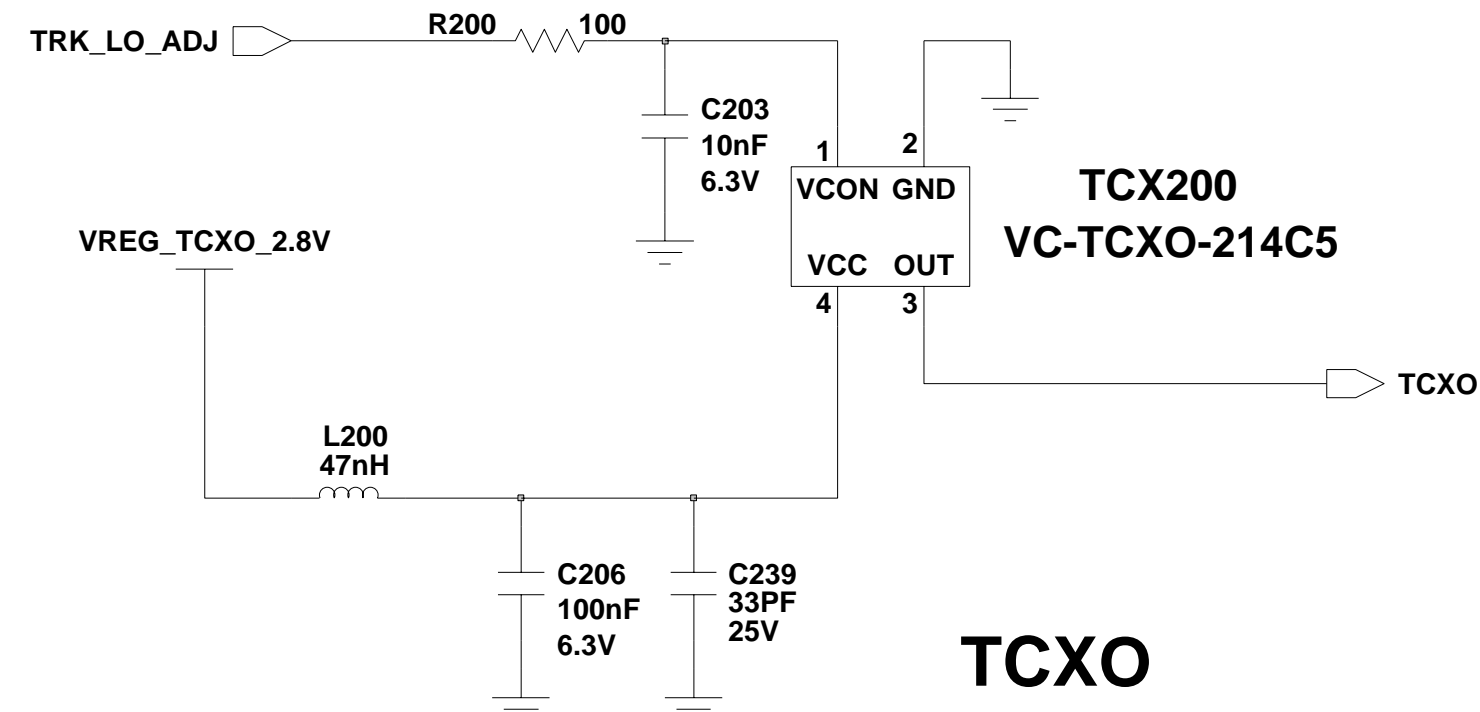 TRK_LO_ADJ
R200 100
C203
10nF
6.3V
1 2
VCON GND
VCC OUT
4 3
TCX200
VC-TCXO-214C5
VREG_TCXO_2.8V
TCXO
L200
47nH
C206
100nF
6.3V
C239
33PF
25V
TCXO